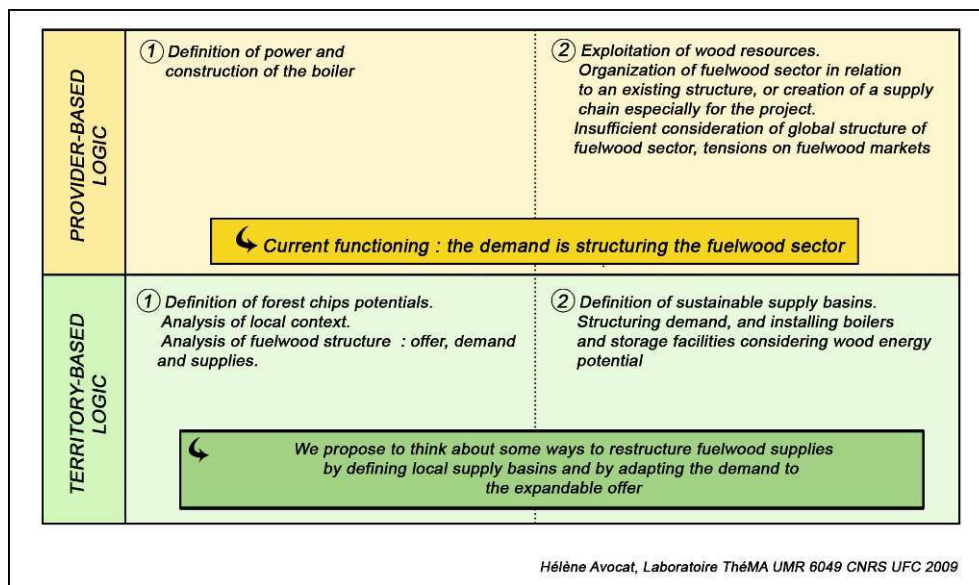 PROVIDER-BASED
LOGIC
1 Definition of power and
construction of the boiler
2 Exploitation of wood resources.
Organization of fuelwood sector in relation
to an existing structure, or creation of a supply
chain especially for the project.
Insufficient consideration of global structure of
fuelwood sector, tensions on fuelwood markets
Current functioning : the demand is structuring the fuelwood sector
TERRITORY-BASED
LOGIC
1 Definition of forest chips potentials.
Analysis of local context.
Analysis of fuelwood structure : offer, demand
and supplies.
2 Definition of sustainable supply basins.
Structuring demand, and installing boilers
and storage facilities considering wood energy
potential
We propose to think about some ways to restructure fuelwood supplies
by defining local supply basins and by adapting the demand to
the expandable offer
Hélène Avocat, Laboratoire ThéMA UMR 6049 CNRS UFC 2009